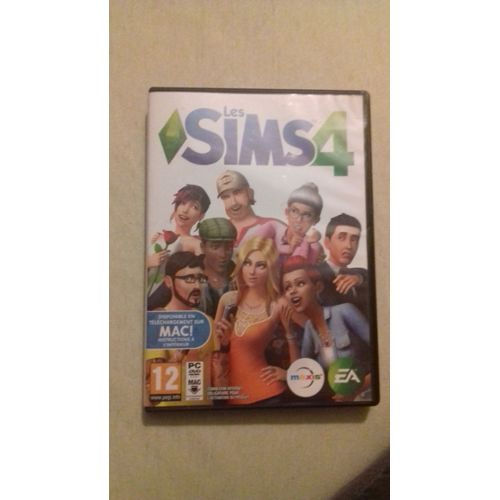 Les
SiMS4
DISPONIBLE EN
TÉLÉCHARGEMENT SUR
MAC!
INSTRUCTIONS À
L'INTÉRIEUR
12
www.pegi.info
PC
DVD
MAC
maxis
EA